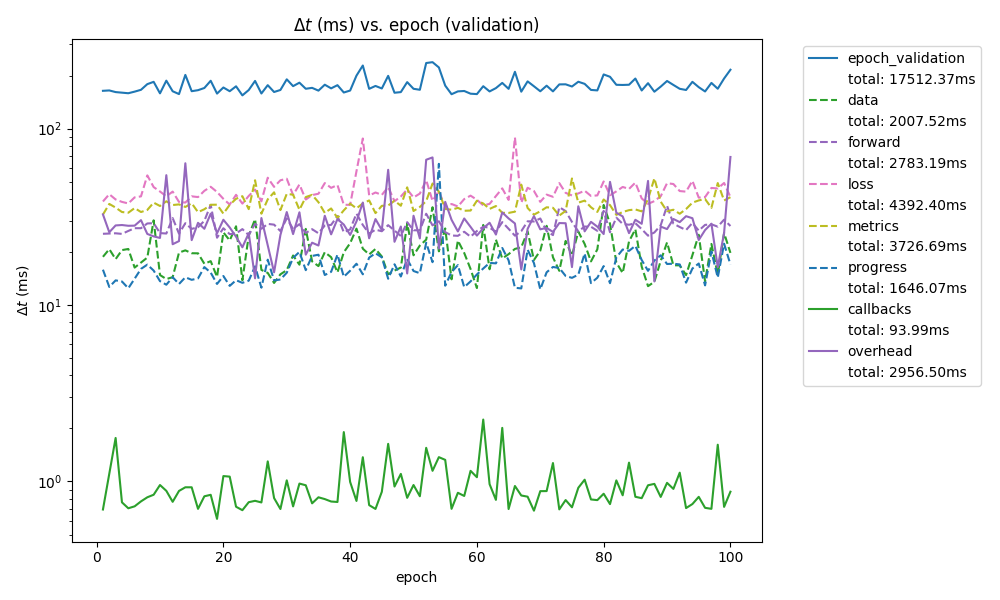 Δt (ms) vs. epoch (validation)
Δt (ms)
10²
10¹
10⁰
0 20 40 60 80 100
epoch
epoch_validation
total: 17512.37ms
data
total: 2007.52ms
forward
total: 2783.19ms
loss
total: 4392.40ms
metrics
total: 3726.69ms
progress
total: 1646.07ms
callbacks
total: 93.99ms
overhead
total: 2956.50ms